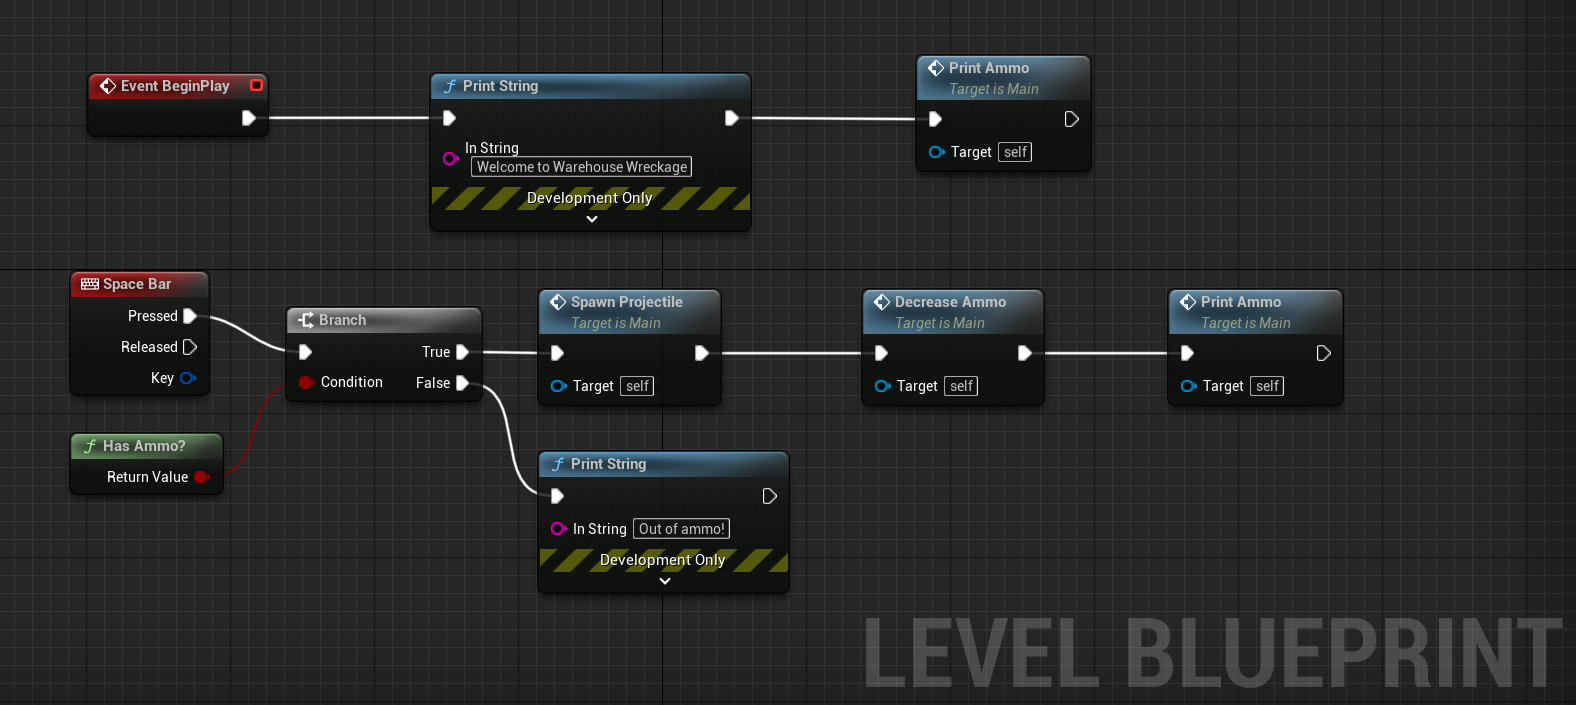 Event BeginPlay
Print String
In String
Welcome to Warehouse Wreckage
Development Only
Print Ammo
Target is Main
Target self
Space Bar
Pressed
Released
Key
Has Ammo?
Return Value
Branch
True
Condition
False
Spawn Projectile
Target is Main
Target self
Decrease Ammo
Target is Main
Target self
Print Ammo
Target is Main
Target self
Print String
In String Out of ammo!
Development Only
LEVEL BLUEPRINT